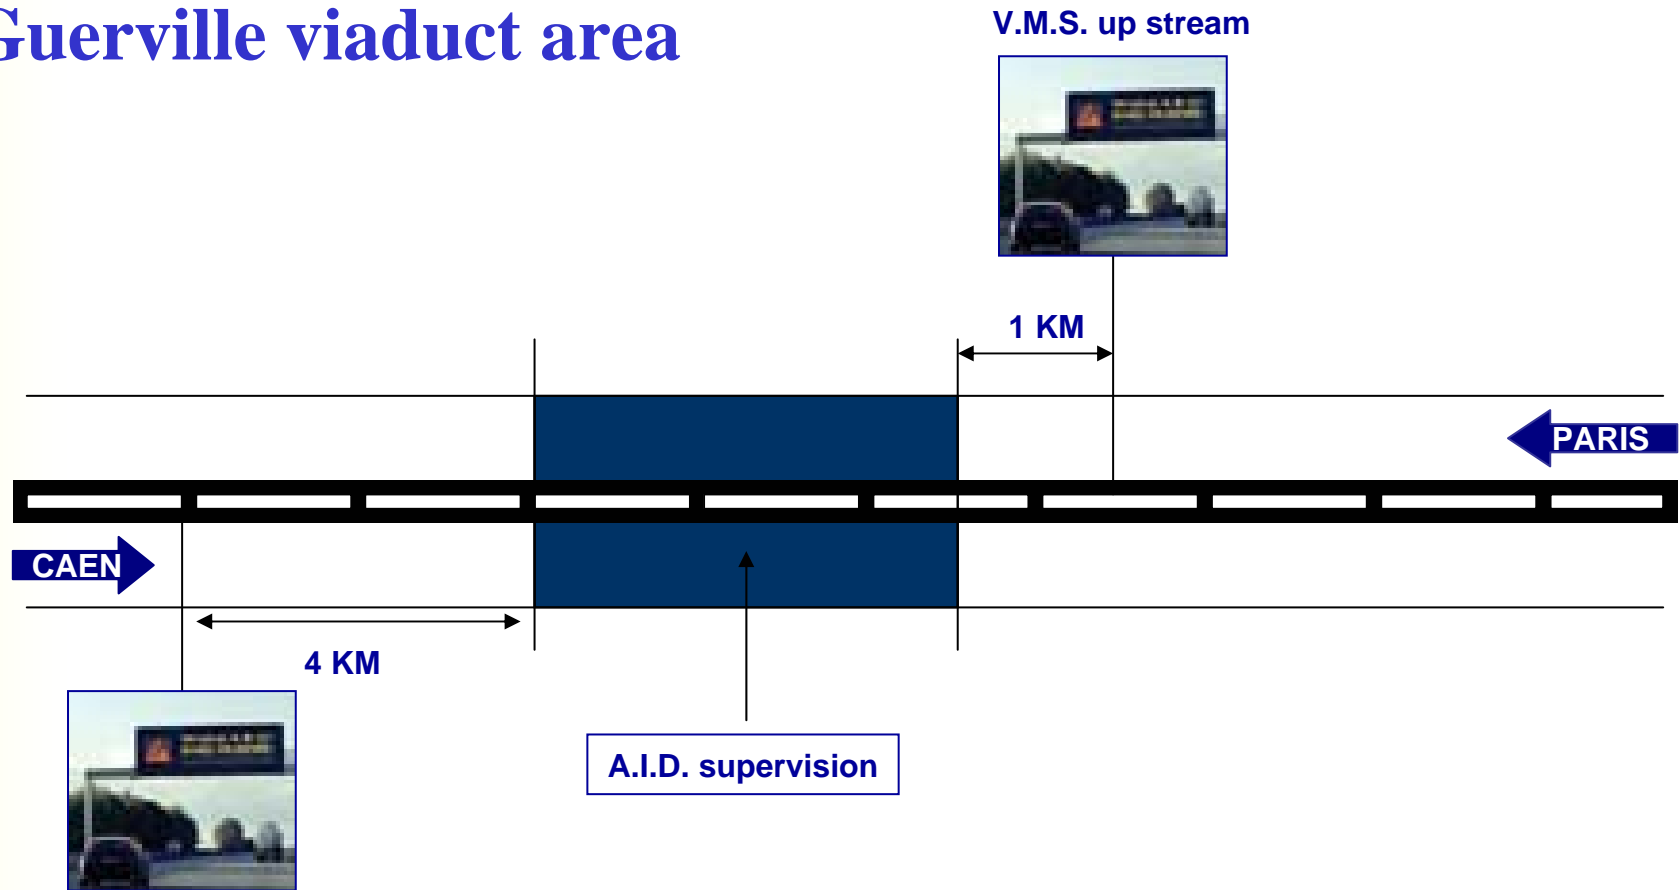 Guerville viaduct area
V.M.S. up stream
1 KM
PARIS
CAEN
4 KM
A.I.D. supervision